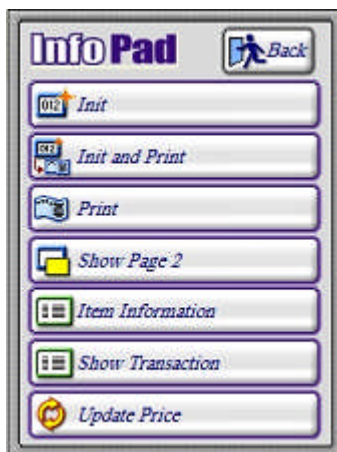 Info Pad
Back
012 Init
012 Init and Print
Print
Show Page 2
Item Information
Show Transaction
Update Price